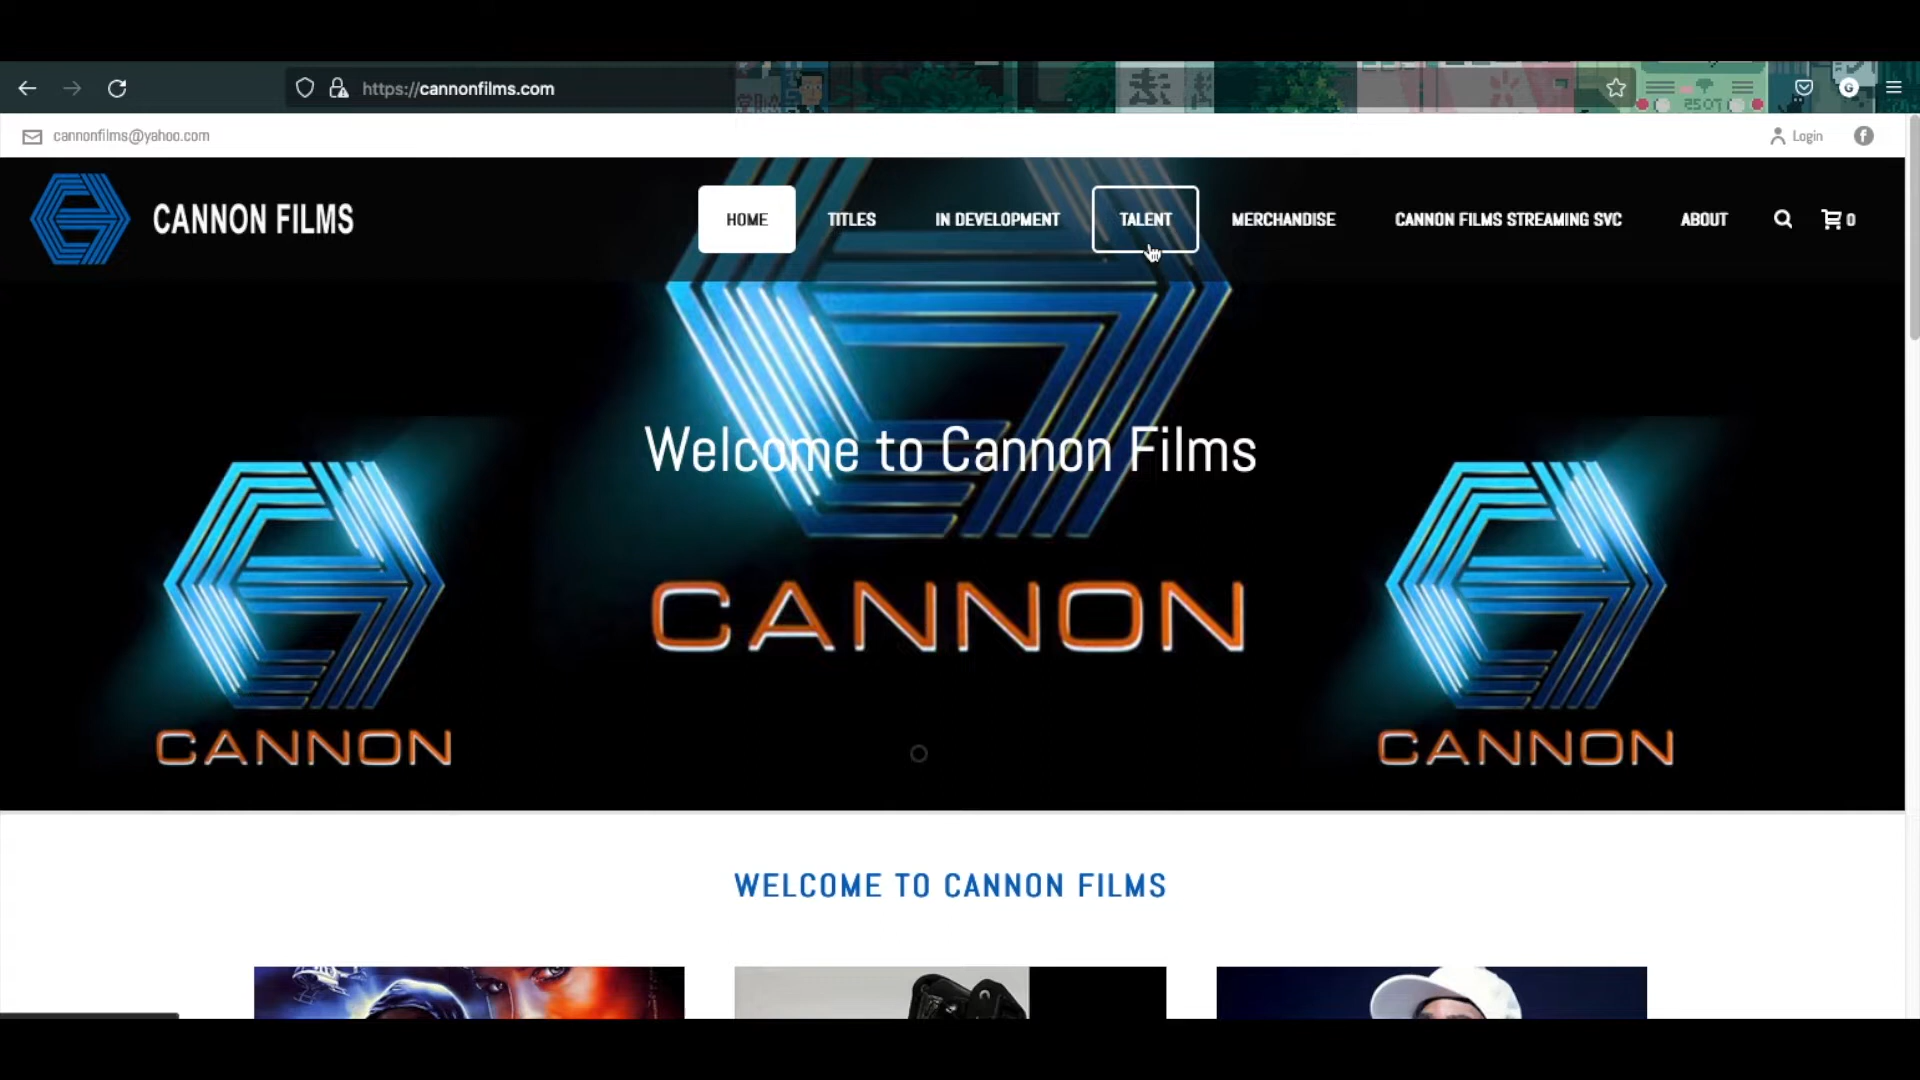 https://cannonfilms.com
cannonfilms@yahoo.com
Login
CANNON FILMS
HOME
TITLES
IN DEVELOPMENT
TALENT
MERCHANDISE
CANNON FILMS STREAMING SVC
ABOUT
0
Welcome to Cannon Films
CANNON
CANNON
CANNON
WELCOME TO CANNON FILMS